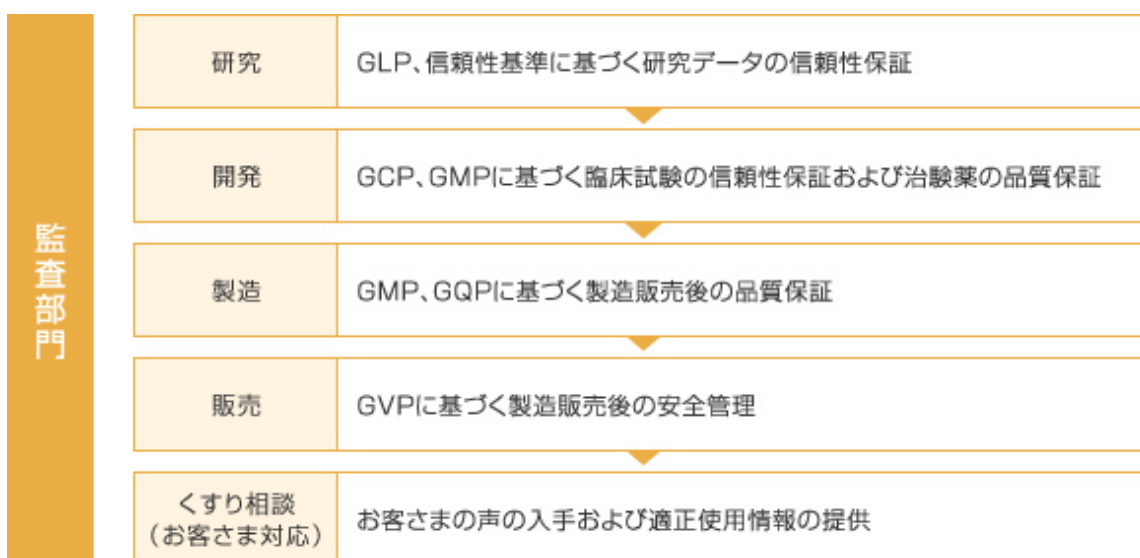 監査部門
研究
GLP、信頼性基準に基づく研究データの信頼性保証
開発
GCP、GMPに基づく臨床試験の信頼性保証および治験薬の品質保証
製造
GMP、GQPに基づく製造販売後の品質保証
販売
GVPに基づく製造販売後の安全管理
くすり相談
（お客さま対応）
お客さまの声の入手および適正使用情報の提供